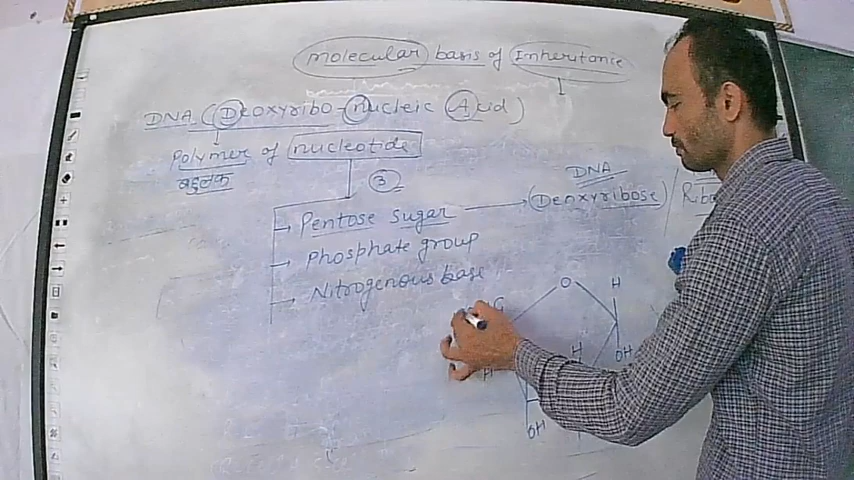 molecular basis of Inheritance
DNA (Deoxyribo-nucleic Acid)
Polymer of nucleotide
बहुलक
③
Pentose sugar
DNA
(Deoxyribose) / Ribo
Phosphate group
Nitrogenous base
O
H
H
OH
H
OH